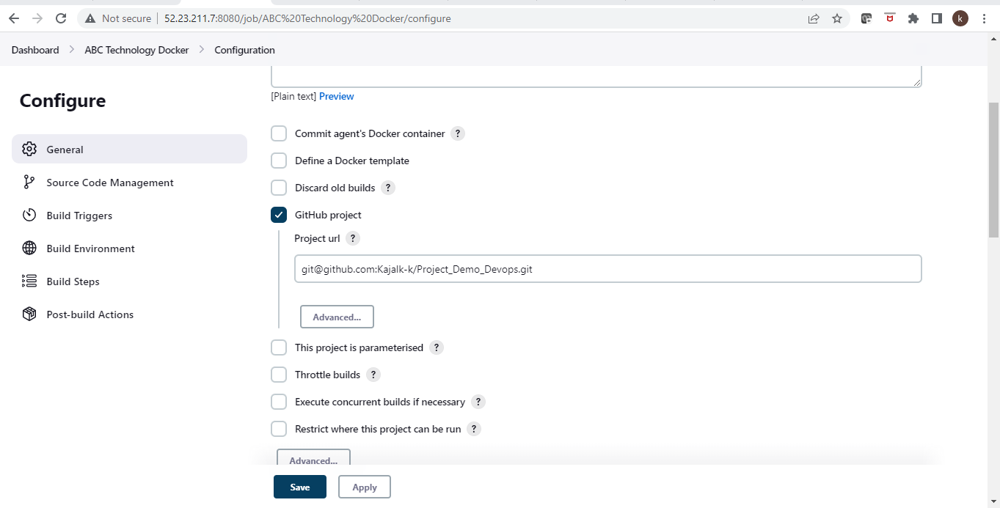 Not secure | 52.23.211.7:8080/job/ABC%20Technology%20Docker/configure
k
Dashboard > ABC Technology Docker > Configuration
Configure
General
Source Code Management
Build Triggers
Build Environment
Build Steps
Post-build Actions
[Plain text] Preview
Commit agent's Docker container ?
Define a Docker template
Discard old builds ?
GitHub project
Project url ?
git@github.com:Kajalk-k/Project_Demo_Devops.git
Advanced...
This project is parameterised ?
Throttle builds ?
Execute concurrent builds if necessary ?
Restrict where this project can be run ?
Advanced...
Save
Apply